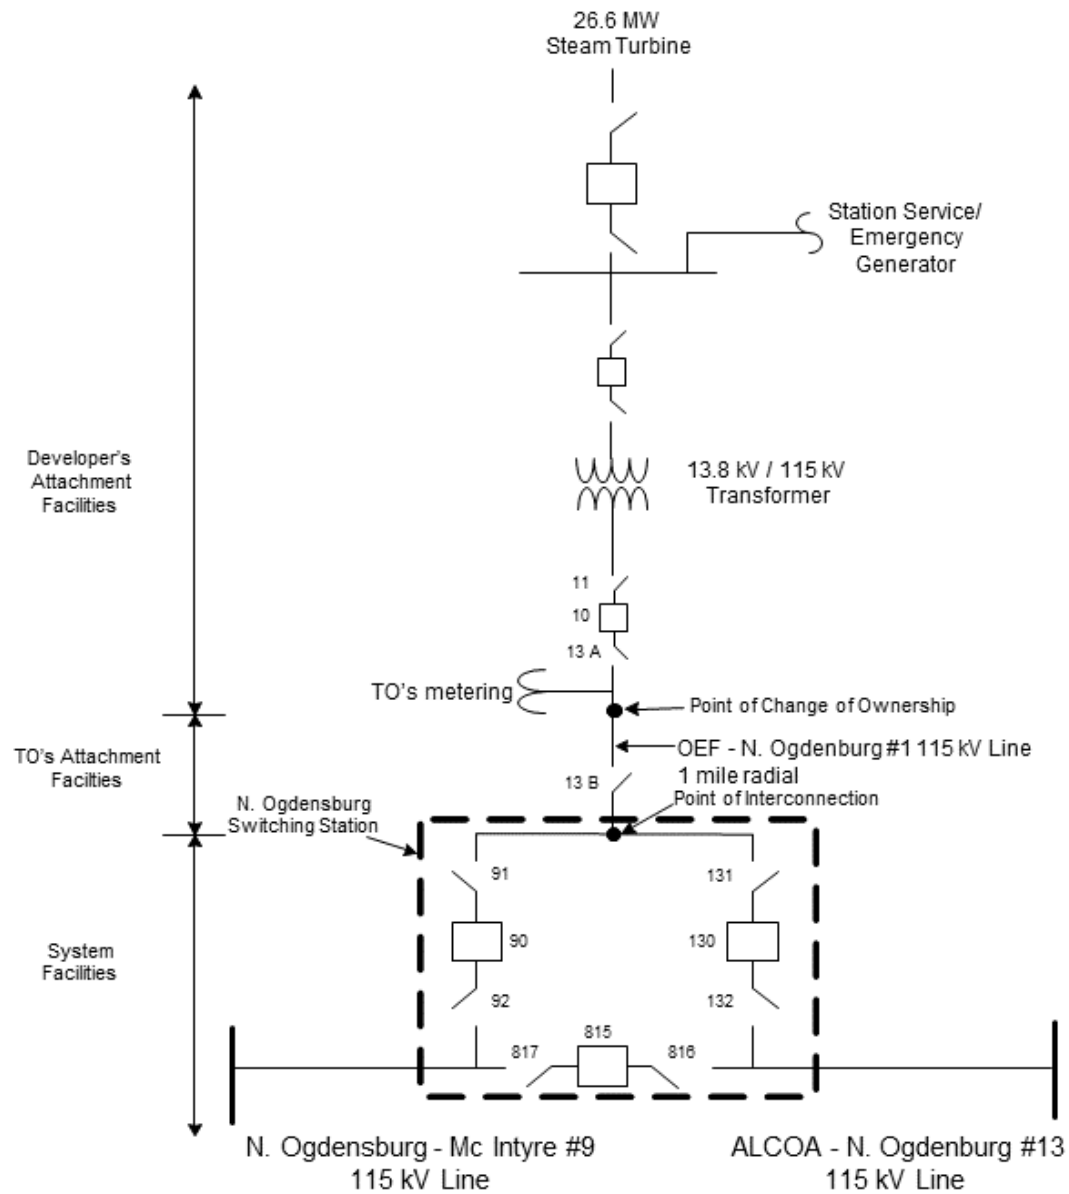 26.6 MW
Steam Turbine
Station Service/
Emergency
Generator
Developer's
Attachment
Facilities
13.8 kV / 115 kV
Transformer
11
10
13 A
TO's metering
Point of Change of Ownership
TO's Attachment
Facilties
OEF - N. Ogdenburg #1 115 kV Line
1 mile radial
13 B
Point of Interconnection
N. Ogdensburg
Switching Station
91
131
90
130
System
Facilities
92
132
815
817
816
N. Ogdensburg - Mc Intyre #9
115 kV Line
ALCOA - N. Ogdenburg #13
115 kV Line